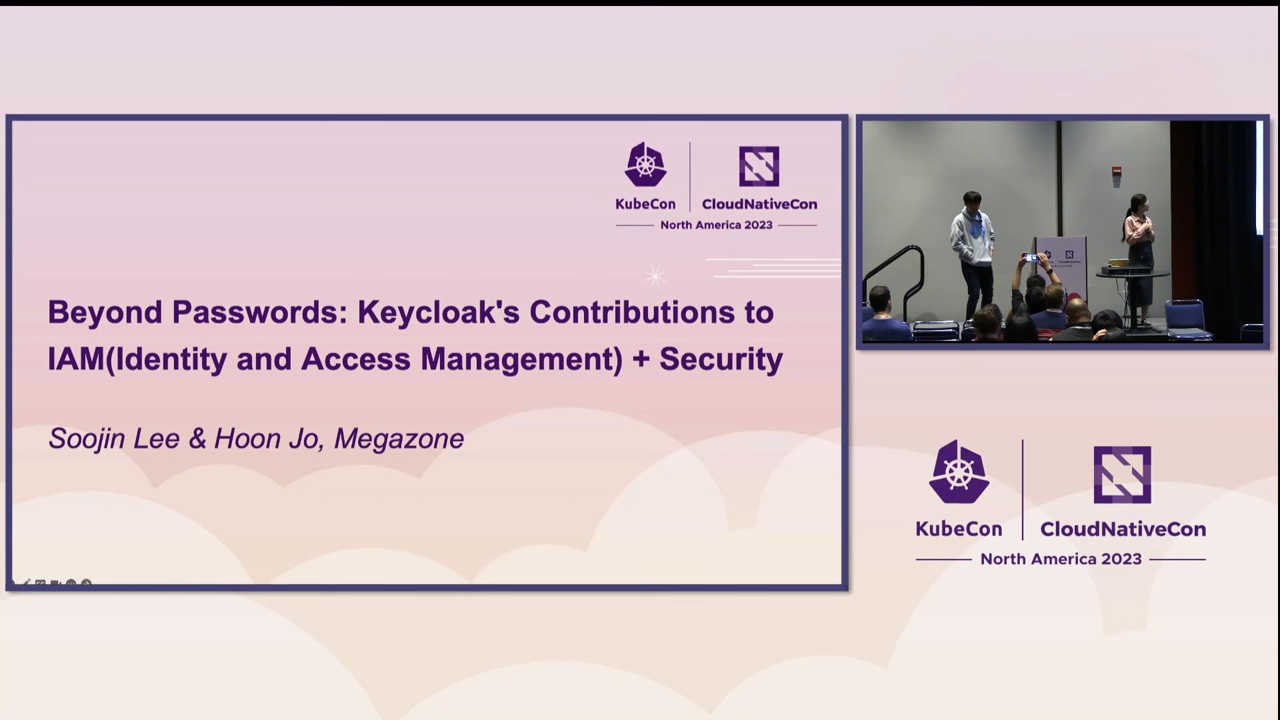 KubeCon
CloudNativeCon
North America 2023
Beyond Passwords: Keycloak's Contributions to
IAM(Identity and Access Management) + Security
Soojin Lee & Hoon Jo, Megazone
KubeCon
CloudNativeCon
North America 2023